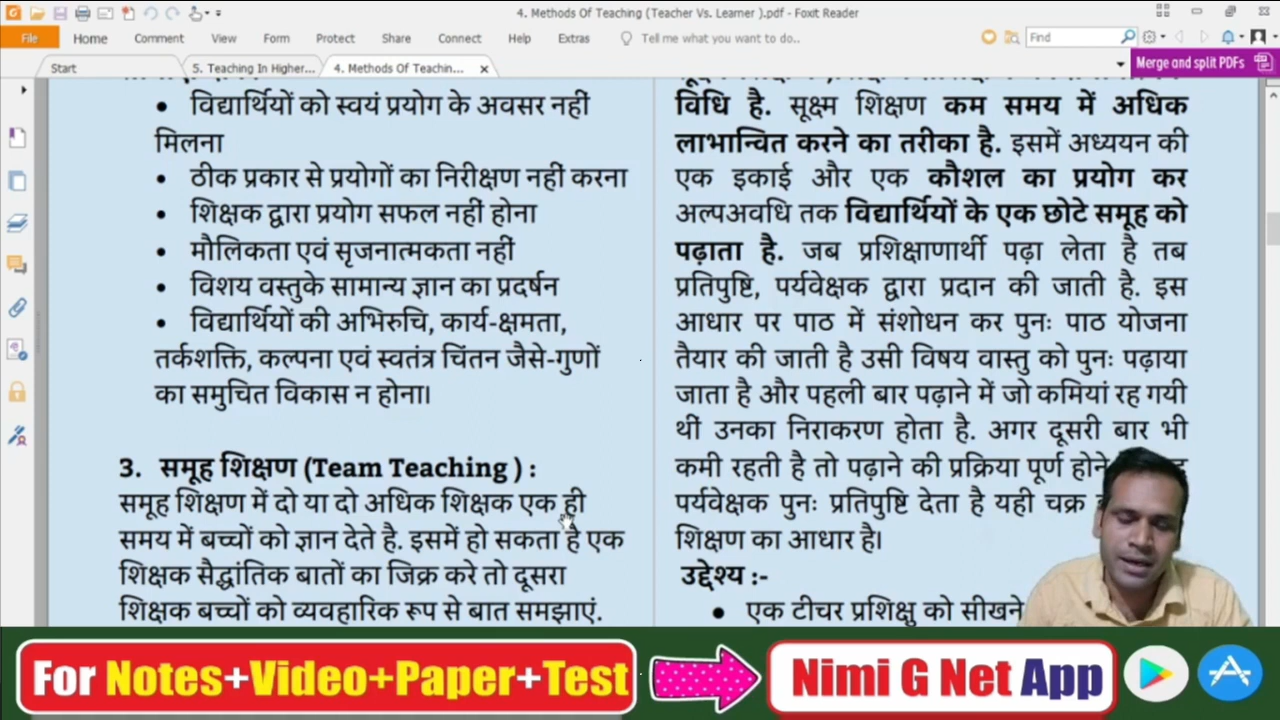 4. Methods Of Teaching (Teacher Vs. Learner ).pdf - Foxit Reader
File Home Comment View Form Protect Share Connect Help Extras Tell me what you want to do.. Find
Start 5. Teaching In Higher... 4. Methods Of Teachin... Merge and split PDFs
• विद्यार्थियों को स्वयं प्रयोग के अवसर नहीं
मिलना
• ठीक प्रकार से प्रयोगों का निरीक्षण नहीं करना
• शिक्षक द्वारा प्रयोग सफल नहीं होना
• मौलिकता एवं सृजनात्मकता नहीं
• विशय वस्तुके सामान्य ज्ञान का प्रदर्षन
• विद्यार्थियों की अभिरुचि, कार्य-क्षमता,
तर्कशक्ति, कल्पना एवं स्वतंत्र चिंतन जैसे-गुणों
का समुचित विकास न होना।
3. समूह शिक्षण (Team Teaching ) :
समूह शिक्षण में दो या दो अधिक शिक्षक एक ही
समय में बच्चों को ज्ञान देते है. इसमें हो सकता है एक
शिक्षक सैद्धांतिक बातों का जिक्र करे तो दूसरा
शिक्षक बच्चों को व्यवहारिक रूप से बात समझाएं.
विधि है. सूक्ष्म शिक्षण कम समय में अधिक
लाभान्वित करने का तरीका है. इसमें अध्ययन की
एक इकाई और एक कौशल का प्रयोग कर
अल्पअवधि तक विद्यार्थियों के एक छोटे समूह को
पढ़ाता है. जब प्रशिक्षाणार्थी पढ़ा लेता है तब
प्रतिपुष्टि, पर्यवेक्षक द्वारा प्रदान की जाती है. इस
आधार पर पाठ में संशोधन कर पुनः पाठ योजना
तैयार की जाती है उसी विषय वास्तु को पुनः पढ़ाया
जाता है और पहली बार पढ़ाने में जो कमियां रह गयी
थीं उनका निराकरण होता है. अगर दूसरी बार भी
कमी रहती है तो पढ़ाने की प्रक्रिया पूर्ण होने
पर्यवेक्षक पुनः प्रतिपुष्टि देता है यही चक्र
शिक्षण का आधार है।
उद्देश्य :-
• एक टीचर प्रशिक्षु को सीखने
For Notes+Video+Paper+Test Nimi G Net App